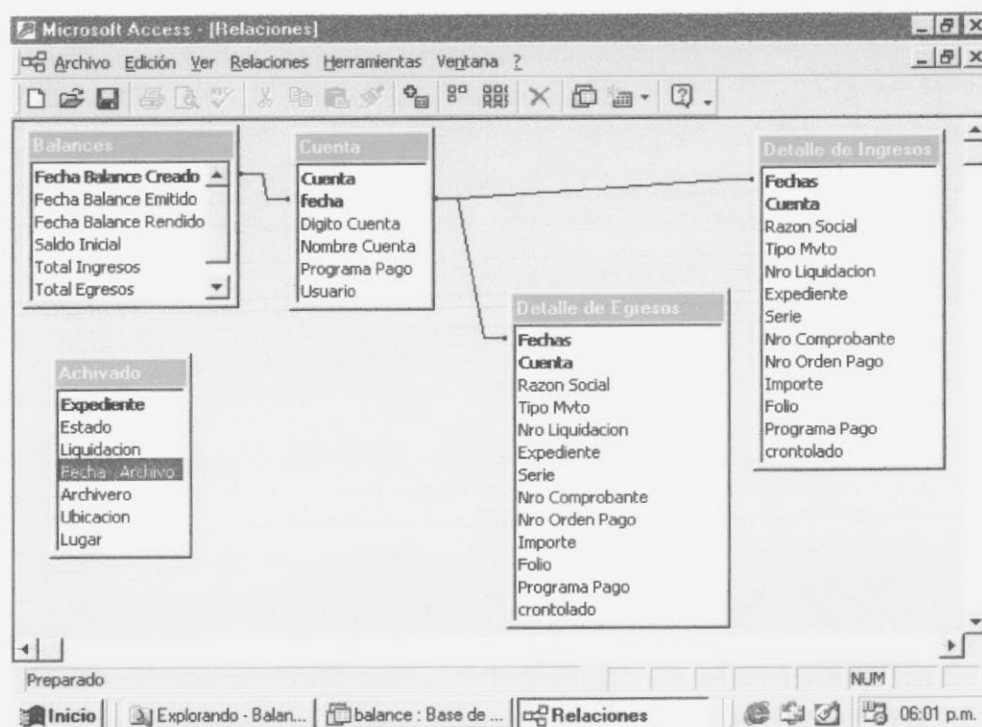 Microsoft Access - [Relaciones]
Archivo Edición Ver Relaciones Herramientas Ventana ?
Balances
Fecha Balance Creado
Fecha Balance Emitido
Fecha Balance Rendido
Saldo Inicial
Total Ingresos
Total Egresos
Cuenta
Cuenta
fecha
Digito Cuenta
Nombre Cuenta
Programa Pago
Usuario
Detalle de Ingresos
Fechas
Cuenta
Razon Social
Tipo Mvto
Nro Liquidacion
Expediente
Serie
Nro Comprobante
Nro Orden Pago
Importe
Folio
Programa Pago
crontolado
Detalle de Egresos
Fechas
Cuenta
Razon Social
Tipo Mvto
Nro Liquidacion
Expediente
Serie
Nro Comprobante
Nro Orden Pago
Importe
Folio
Programa Pago
crontolado
Achivado
Expediente
Estado
Liquidacion
Fecha_Archivo
Archivero
Ubicacion
Lugar
Preparado NUM
Inicio Explorando - Balan... balance : Base de ... Relaciones 06:01 p.m.